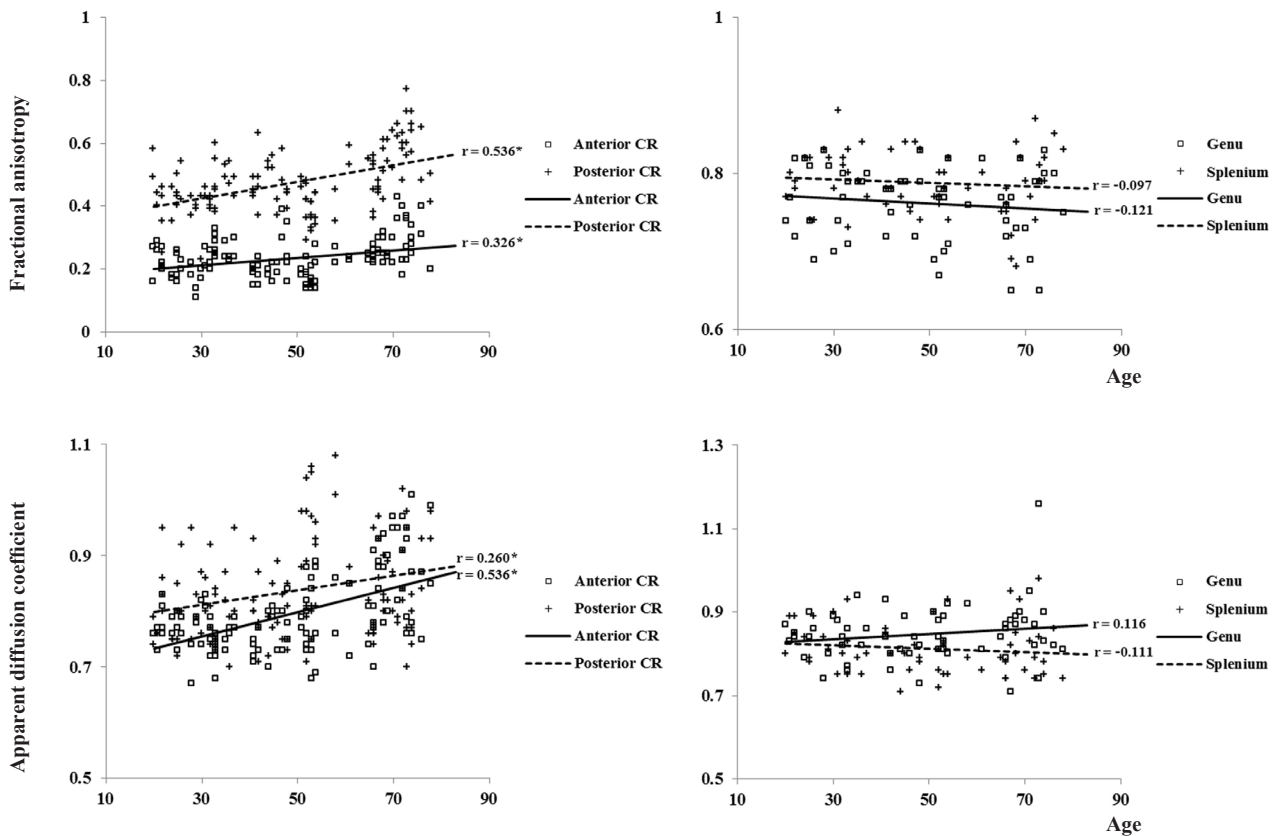 Fractional anisotropy
1
0.8
0.6
0.4
0.2
0
10 30 50 70 90
r = 0.536*
r = 0.326*
Anterior CR
Posterior CR
Anterior CR
Posterior CR
1
0.8
0.6
10 30 50 70 90
Age
r = -0.097
r = -0.121
Genu
Splenium
Genu
Splenium
Apparent diffusion coefficient
1.1
0.9
0.7
0.5
10 30 50 70 90
r = 0.260*
r = 0.536*
Anterior CR
Posterior CR
Anterior CR
Posterior CR
1.3
1.1
0.9
0.7
0.5
10 30 50 70 90
Age
r = 0.116
r = -0.111
Genu
Splenium
Genu
Splenium